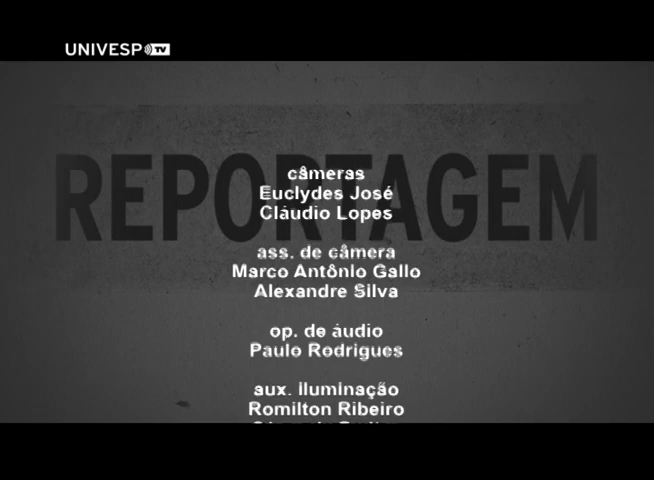 UNIVESP TV
REPORTAGEM
câmeras
Euclydes José
Cláudio Lopes
ass. de câmera
Marco Antônio Gallo
Alexandre Silva
op. de áudio
Paulo Rodrigues
aux. iluminação
Romilton Ribeiro